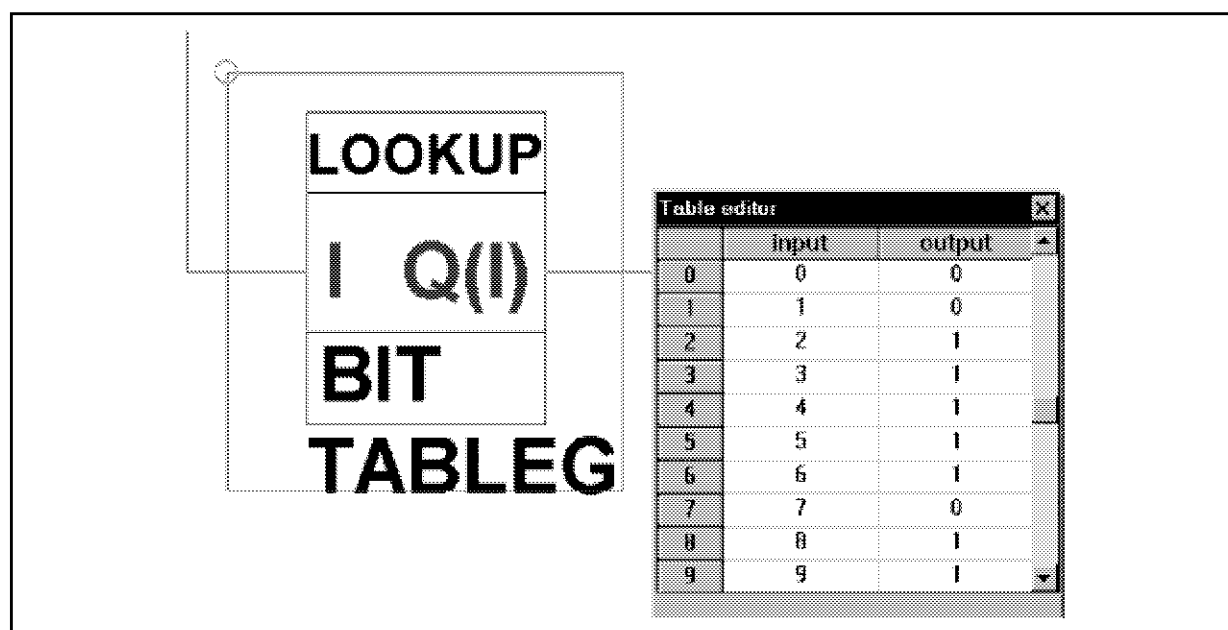 LOOKUP
I Q(I)
BIT
TABLEG
Table editor
input output
0 0 0
1 1 0
2 2 1
3 3 1
4 4 1
5 5 1
6 6 1
7 7 0
8 8 1
9 9 1